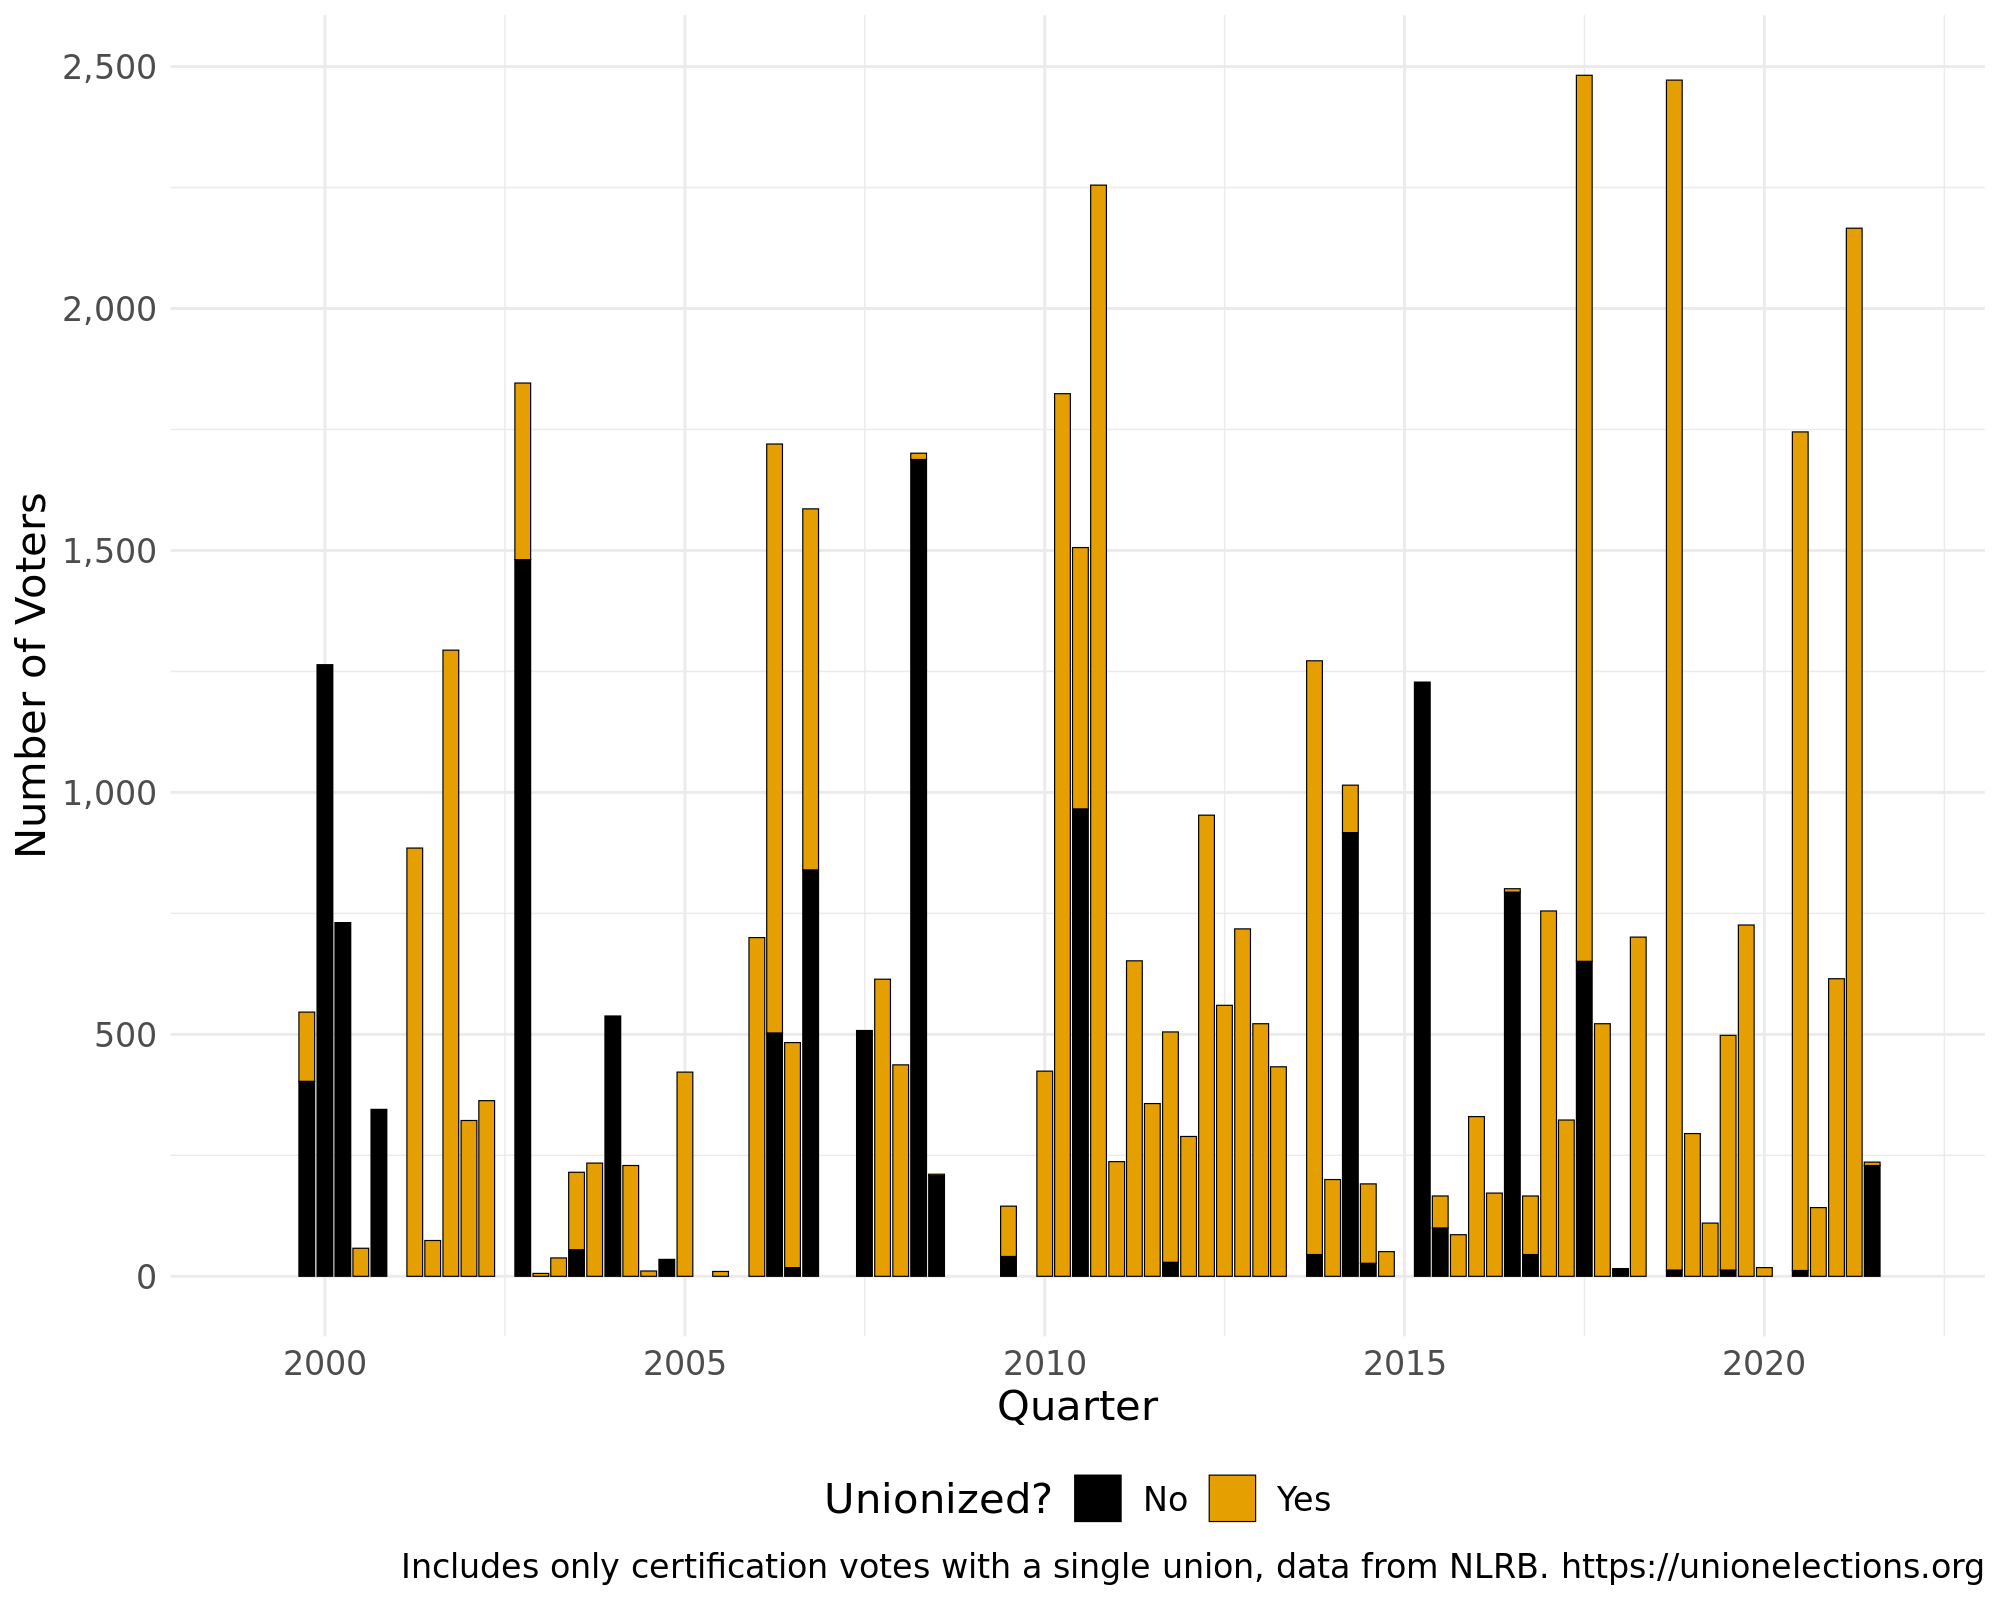 2,500
2,000
1,500
1,000
500
0
Number of Voters
2000 2005 2010 2015 2020
Quarter
Unionized? No Yes
Includes only certification votes with a single union, data from NLRB. https://unionelections.org